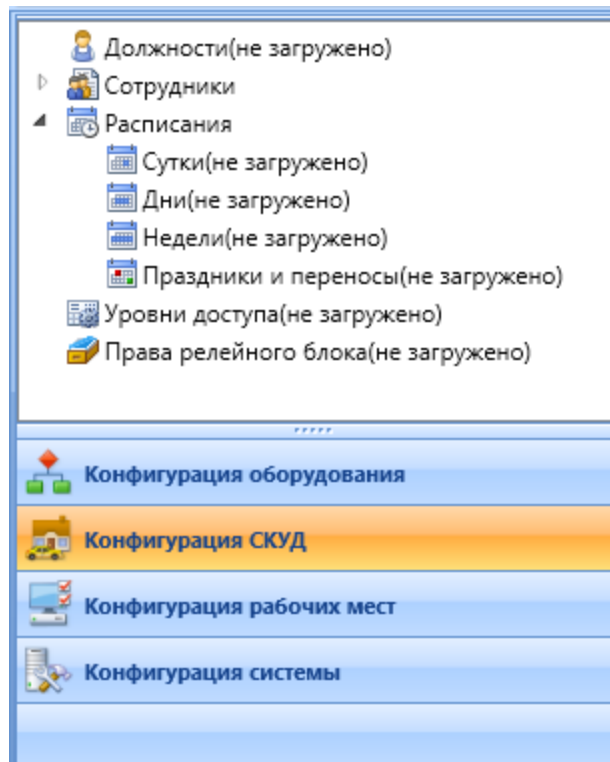 Должности(не загружено)
Сотрудники
Расписания
Сутки(не загружено)
Дни(не загружено)
Недели(не загружено)
Праздники и переносы(не загружено)
Уровни доступа(не загружено)
Права релейного блока(не загружено)
Конфигурация оборудования
Конфигурация СКУД
Конфигурация рабочих мест
Конфигурация системы